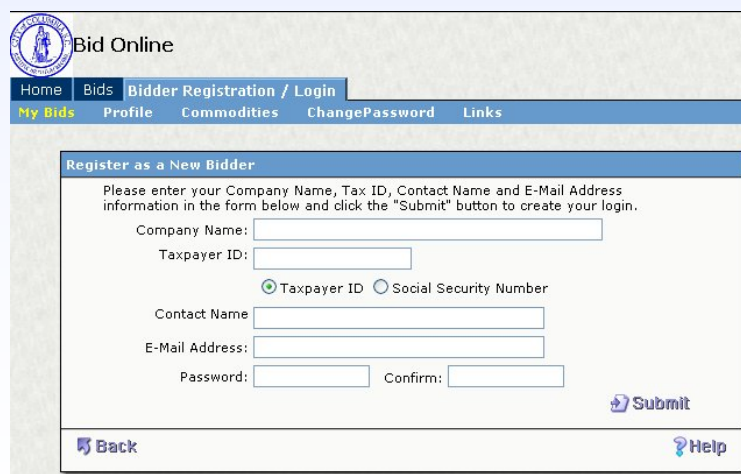 CITY OF COLUMBIA, S.C.
Bid Online
Home Bids Bidder Registration / Login
My Bids Profile Commodities ChangePassword Links
Register as a New Bidder
Please enter your Company Name, Tax ID, Contact Name and E-Mail Address
information in the form below and click the "Submit" button to create your login.
Company Name:
Taxpayer ID:
Taxpayer ID Social Security Number
Contact Name
E-Mail Address:
Password: Confirm:
Submit
Back ?Help